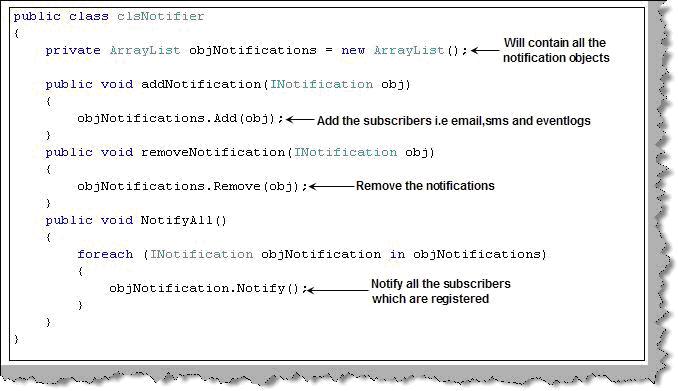 public class clsNotifier
{
private ArrayList objNotifications = new ArrayList();
Will contain all the
notification objects
public void addNotification(INotification obj)
{
objNotifications.Add(obj);
Add the subscribers i.e email,sms and eventlogs
}
public void removeNotification(INotification obj)
{
objNotifications.Remove(obj);
Remove the notifications
}
public void NotifyAll()
{
foreach (INotification objNotification in objNotifications)
{
objNotification.Notify();
Notify all the subscribers
which are registered
}
}
}